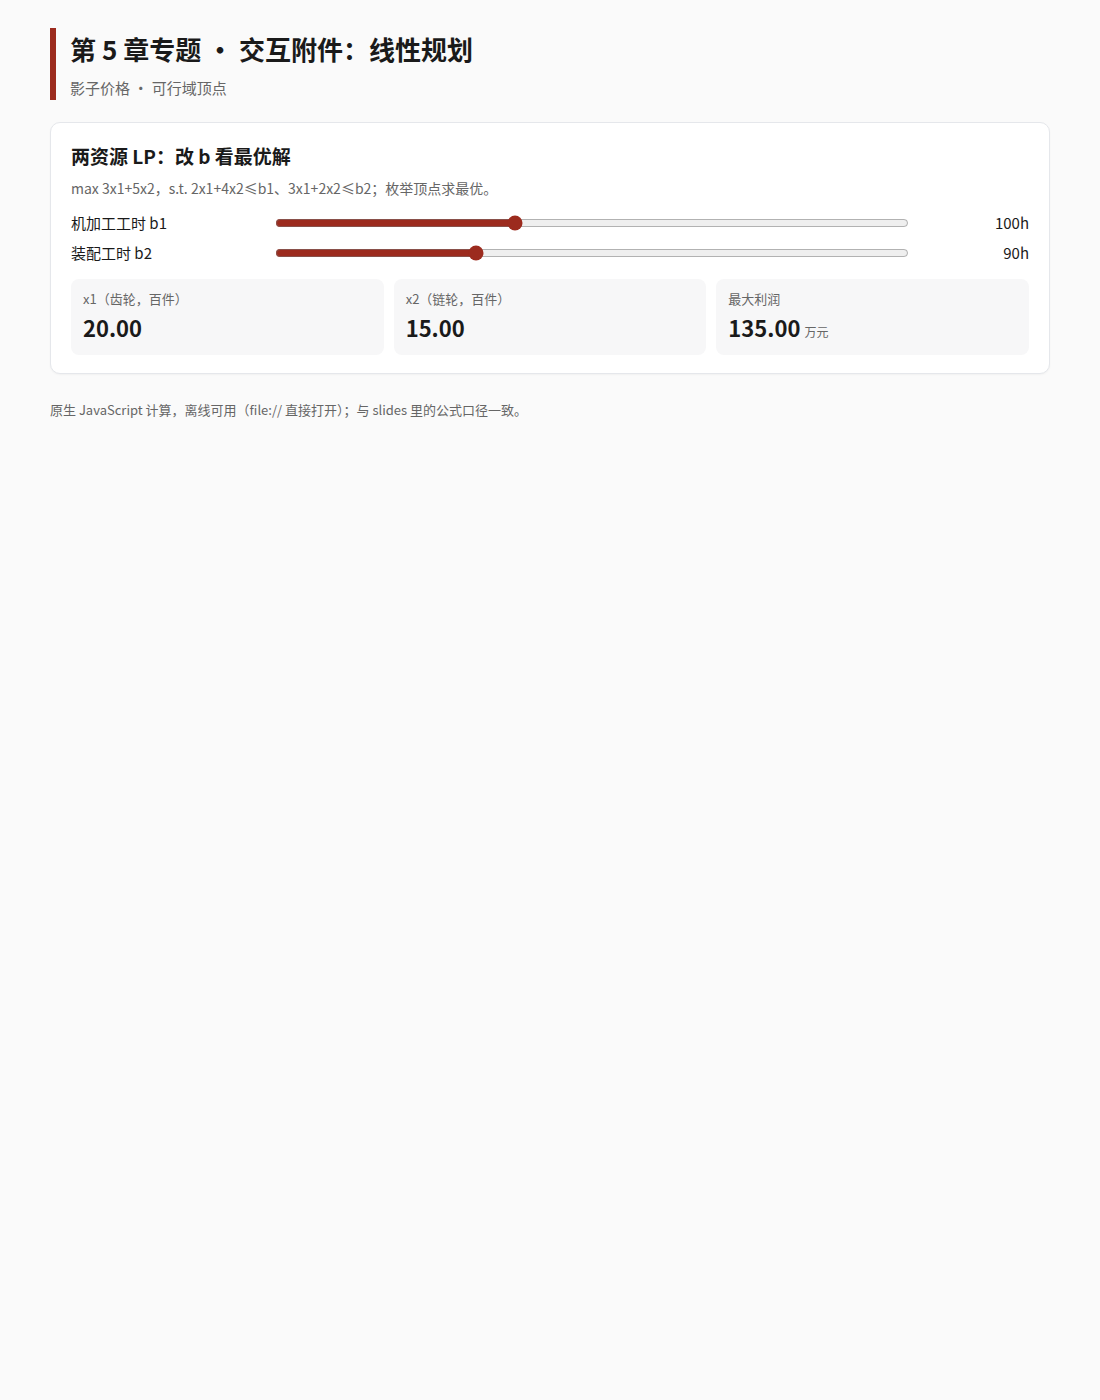 第 5 章专题 · 交互附件：线性规划
影子价格 · 可行域顶点
两资源 LP：改 b 看最优解
max 3x1+5x2，s.t. 2x1+4x2≤b1、3x1+2x2≤b2；枚举顶点求最优。
机加工工时 b1 100h
装配工时 b2 90h
x1（齿轮，百件） x2（链轮，百件） 最大利润
20.00 15.00 135.00 万元
原生 JavaScript 计算，离线可用（file:// 直接打开）；与 slides 里的公式口径一致。